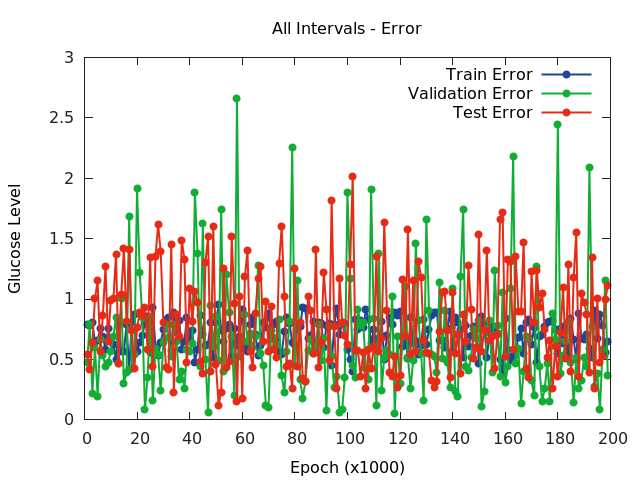 All Intervals - Error
Train Error
Validation Error
Test Error
Glucose Level
3
2.5
2
1.5
1
0.5
0
0 20 40 60 80 100 120 140 160 180 200
Epoch (x1000)